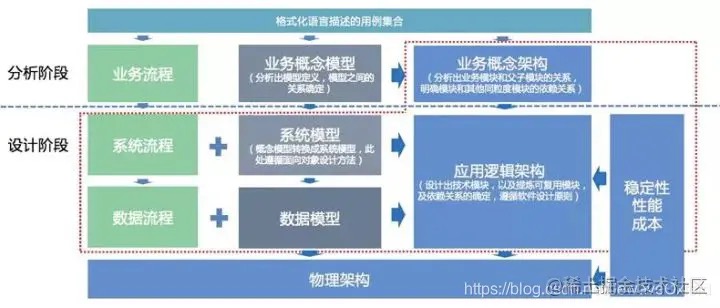 格式化语言描述的用例集合
分析阶段
业务流程
业务概念模型
（分析出模型定义，模型之间的
关系确定）
业务概念架构
（分析出业务模块和父子模块的关系，
明确模块和其他同粒度模块的依赖关系）
设计阶段
系统流程
系统模型
（概念模型转换成系统模型，此
处遵循面向对象设计方法）
应用逻辑架构
（设计出技术模块，以及提炼可复用模块，
及依赖关系的确定，遵循软件设计原则）
稳定性
性能
成本
数据流程
数据模型
物理架构
@稀土掘金技术社区